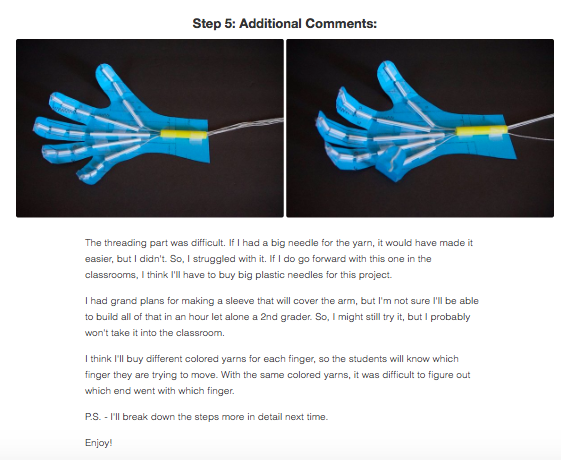 Step 5: Additional Comments:
The threading part was difficult. If I had a big needle for the yarn, it would have made it
easier, but I didn't. So, I struggled with it. If I do go forward with this one in the
classrooms, I think I'll have to buy big plastic needles for this project.
I had grand plans for making a sleeve that will cover the arm, but I'm not sure I'll be able
to build all of that in an hour let alone a 2nd grader. So, I might still try it, but I probably
won't take it into the classroom.
I think I'll buy different colored yarns for each finger, so the students will know which
finger they are trying to move. With the same colored yarns, it was difficult to figure out
which end went with which finger.
P.S. - I'll break down the steps more in detail next time.
Enjoy!